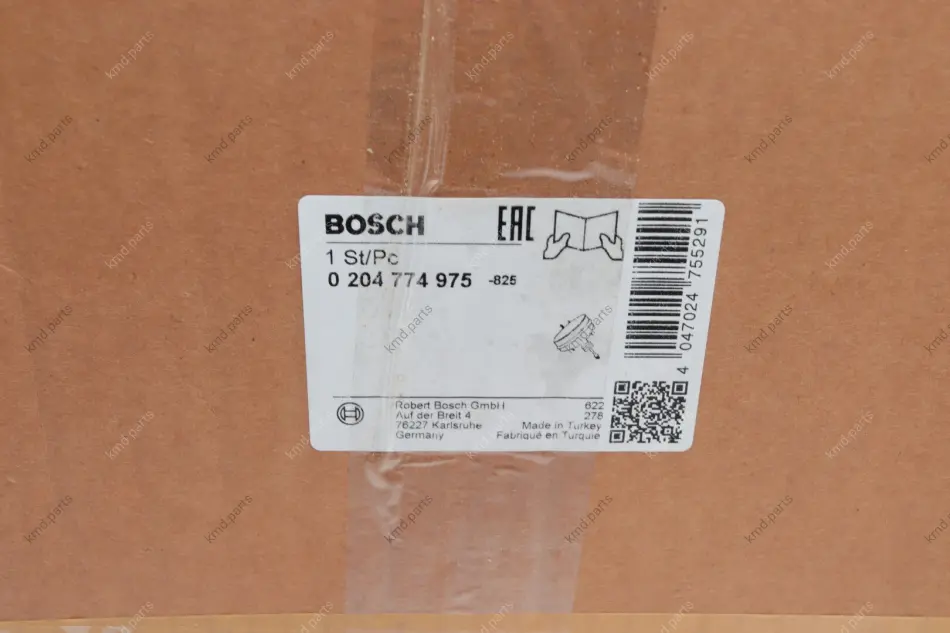 BOSCH
EAC
1 St/Pc
0 204 774 975 -825
4 047024 755291
Robert Bosch GmbH
Auf der Breit 4
76227 Karlsruhe
Germany
622
278
Made in Turkey
Fabriqué en Turquie
kmd.parts